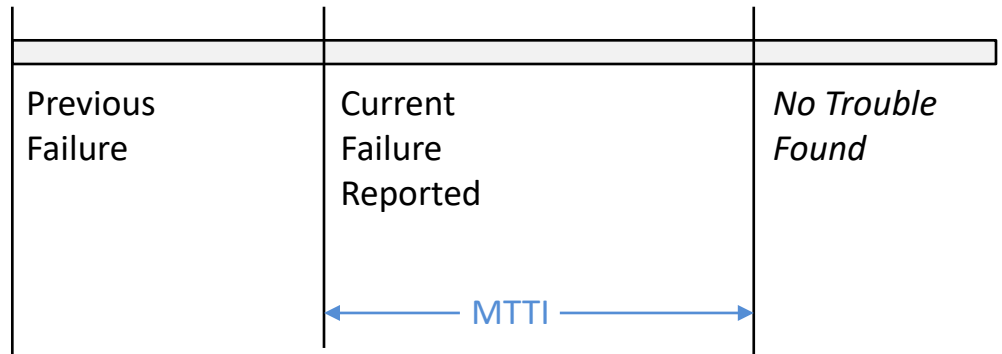 Previous
Failure
Current
Failure
Reported
No Trouble
Found
MTTI